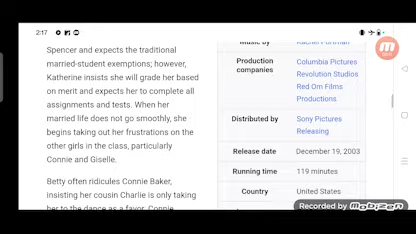 2:17
Spencer and expects the traditional
married-student exemptions; however,
Katherine insists she will grade her based
on merit and expects her to complete all
assignments and tests. When her
married life does not go smoothly, she
begins taking out her frustrations on the
other girls in the class, particularly
Connie and Giselle.
Betty often ridicules Connie Baker,
insisting her cousin Charlie is only taking
her to the dance as a favor. Connie
Music by Rachel Portman
Production companies
Columbia Pictures
Revolution Studios
Red Om Films
Productions
Distributed by Sony Pictures
Releasing
Release date December 19, 2003
Running time 119 minutes
Country United States
Recorded by Mobizen